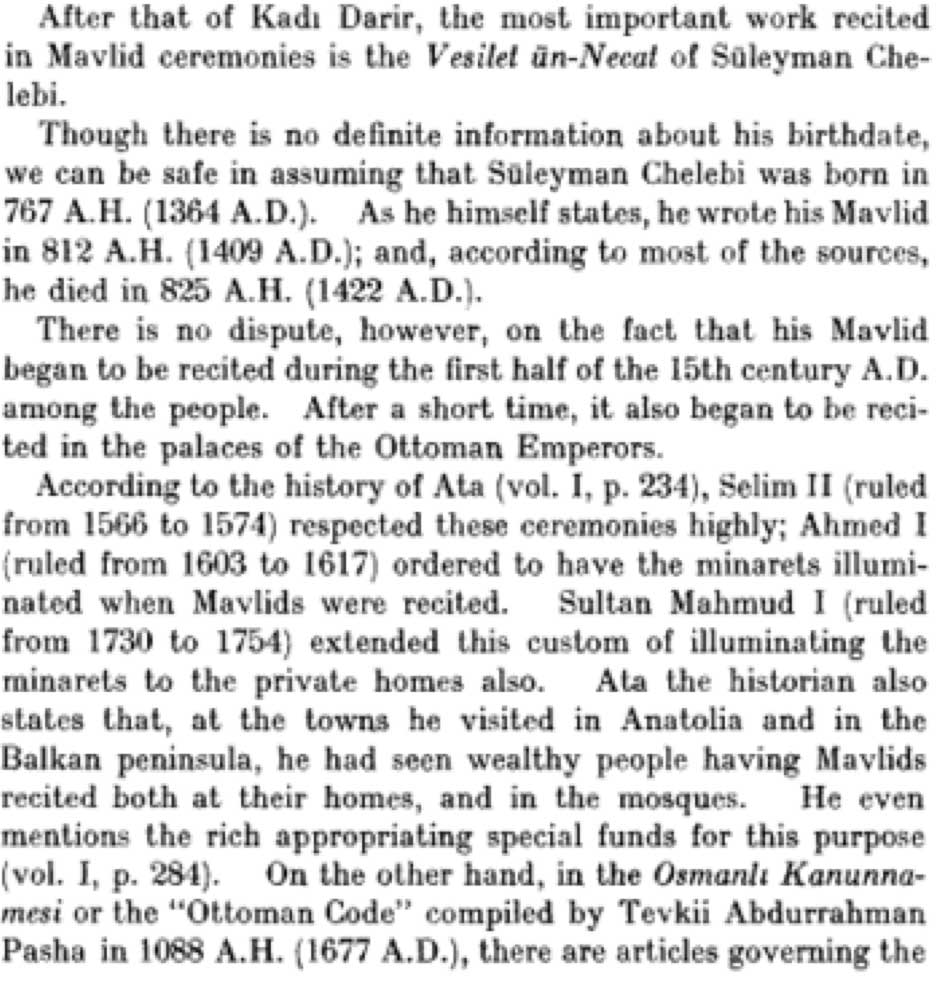 After that of Kadı Darir, the most important work recited
in Mavlid ceremonies is the Vesilet ün-Necat of Süleyman Che-
lebi.
Though there is no definite information about his birthdate,
we can be safe in assuming that Süleyman Chelebi was born in
767 A.H. (1364 A.D.). As he himself states, he wrote his Mavlid
in 812 A.H. (1409 A.D.); and, according to most of the sources,
he died in 825 A.H. (1422 A.D.).
There is no dispute, however, on the fact that his Mavlid
began to be recited during the first half of the 15th century A.D.
among the people. After a short time, it also began to be reci-
ted in the palaces of the Ottoman Emperors.
According to the history of Ata (vol. I, p. 234), Selim II (ruled
from 1566 to 1574) respected these ceremonies highly; Ahmed I
(ruled from 1603 to 1617) ordered to have the minarets illumi-
nated when Mavlids were recited. Sultan Mahmud I (ruled
from 1730 to 1754) extended this custom of illuminating the
minarets to the private homes also. Ata the historian also
states that, at the towns he visited in Anatolia and in the
Balkan peninsula, he had seen wealthy people having Mavlids
recited both at their homes, and in the mosques. He even
mentions the rich appropriating special funds for this purpose
(vol. I, p. 284). On the other hand, in the Osmanlı Kanunna-
mesi or the “Ottoman Code” compiled by Tevkii Abdurrahman
Pasha in 1088 A.H. (1677 A.D.), there are articles governing the